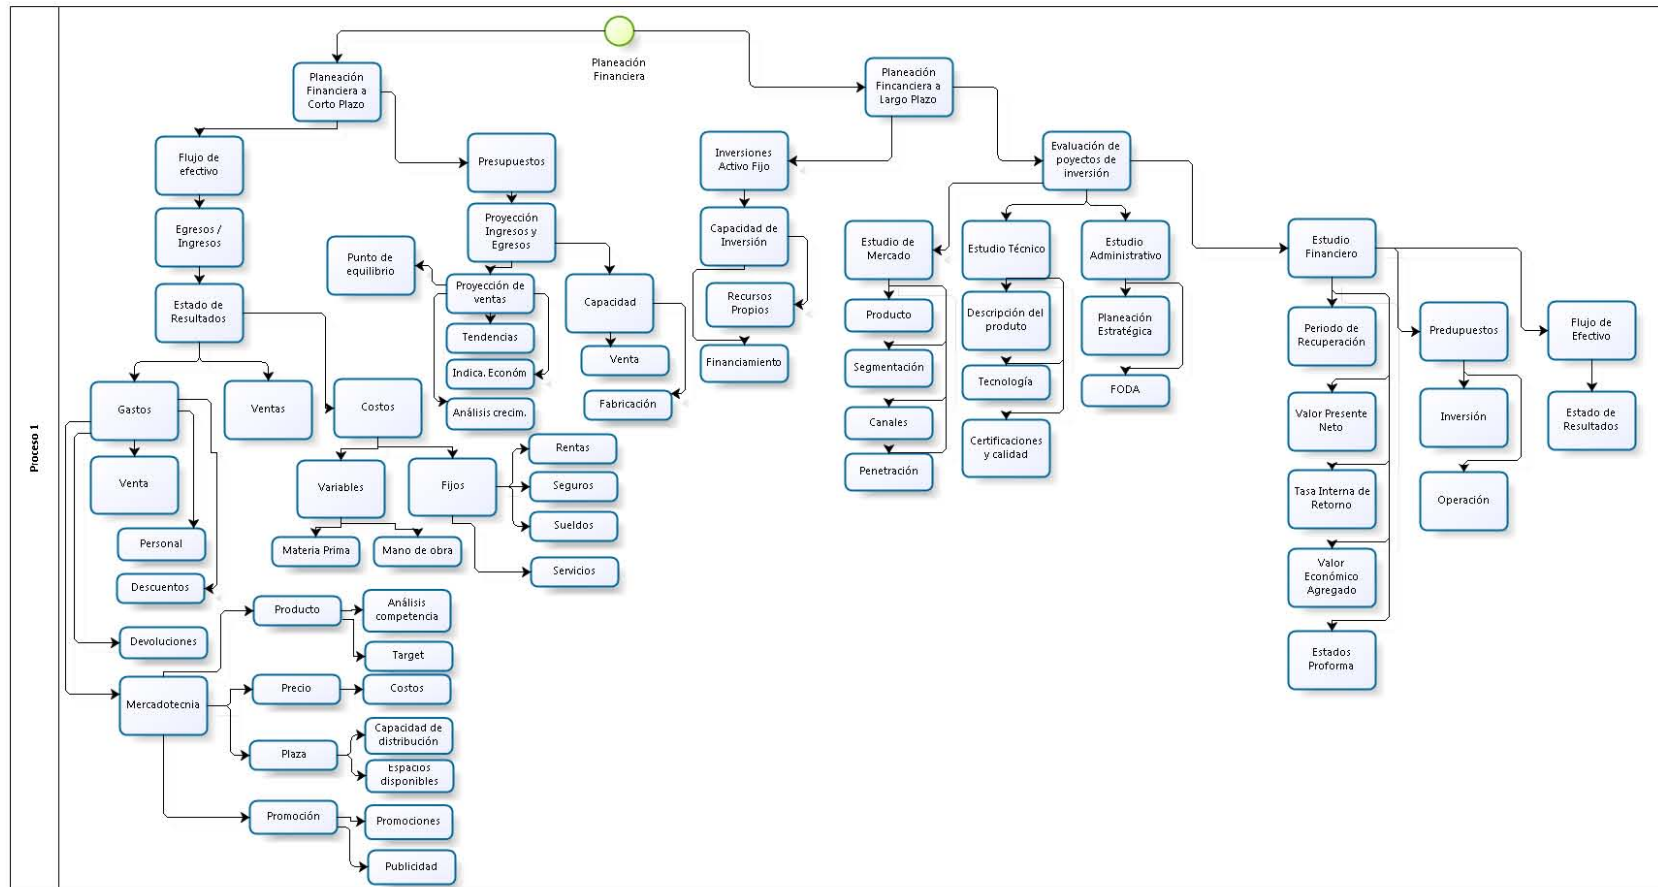 Proceso 1
Planeación
Financiera
Planeación
Financiera a
Corto Plazo
Flujo de
efectivo
Egresos /
Ingresos
Estado de
Resultados
Gastos
Venta
Personal
Descuentos
Devoluciones
Mercadotecnia
Producto
Análisis
competencia
Target
Precio
Costos
Plaza
Capacidad de
distribución
Espacios
disponibles
Promoción
Promociones
Publicidad
Ventas
Costos
Variables
Materia Prima
Mano de obra
Fijos
Rentas
Seguros
Sueldos
Servicios
Presupuestos
Proyección
Ingresos y
Egresos
Punto de
equilibrio
Proyección de
ventas
Tendencias
Indica. Económ
Análisis crecim.
Capacidad
Venta
Fabricación
Planeación
Fincanciera a
Largo Plazo
Inversiones
Activo Fijo
Capacidad de
Inversión
Recursos
Propios
Financiamiento
Evaluación de
poyectos de
inversión
Estudio de
Mercado
Producto
Segmentación
Canales
Penetración
Estudio Técnico
Descripción del
produto
Tecnología
Certificaciones
y calidad
Estudio
Administrativo
Planeación
Estratégica
FODA
Estudio
Financiero
Periodo de
Recuperación
Valor Presente
Neto
Tasa Interna de
Retorno
Valor
Económico
Agregado
Estados
Proforma
Predupuestos
Inversión
Operación
Flujo de
Efectivo
Estado de
Resultados